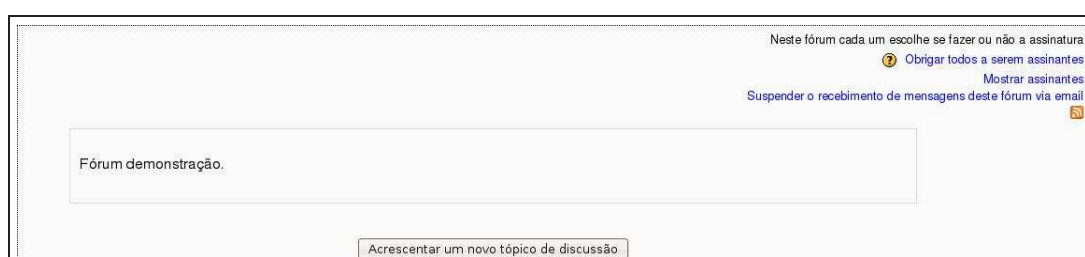 Neste fórum cada um escolhe se fazer ou não a assinatura
Obrigar todos a serem assinantes
Mostrar assinantes
Suspender o recebimento de mensagens deste fórum via email
Fórum demonstração.
Acrescentar um novo tópico de discussão